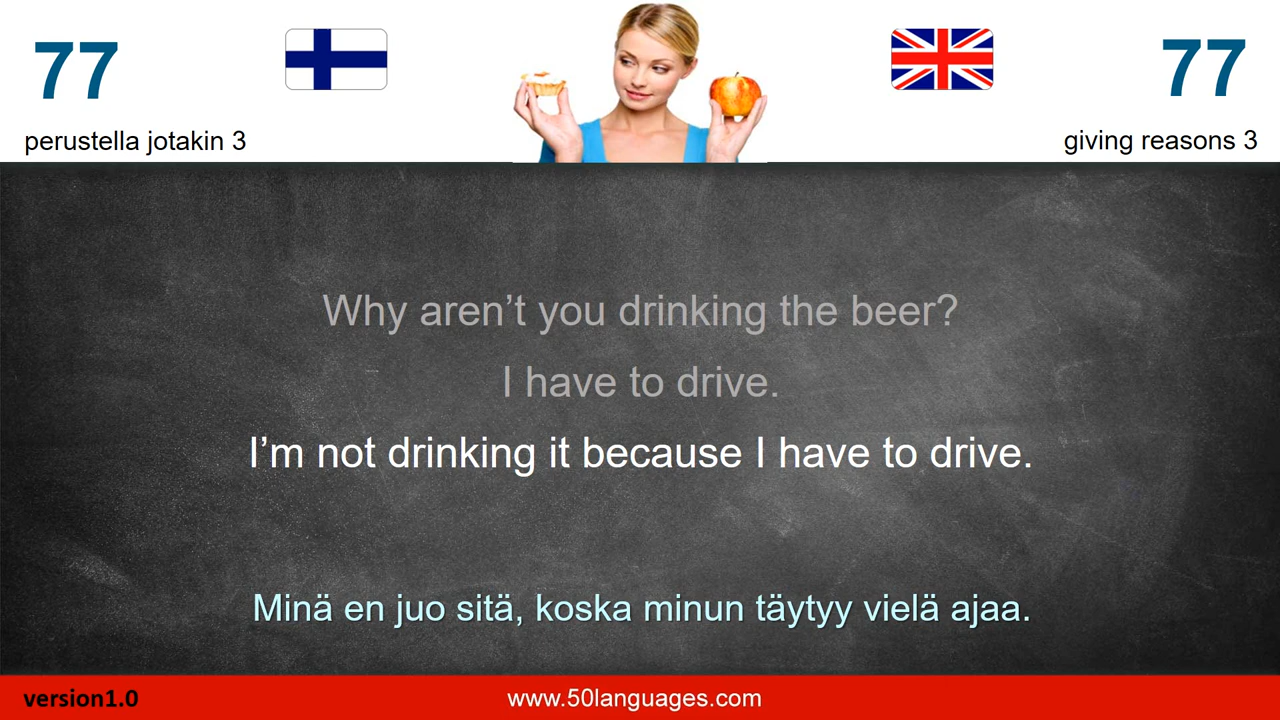 77
77
perustella jotakin 3
giving reasons 3
Why aren’t you drinking the beer?
I have to drive.
I’m not drinking it because I have to drive.
Minä en juo sitä, koska minun täytyy vielä ajaa.
version1.0
www.50languages.com